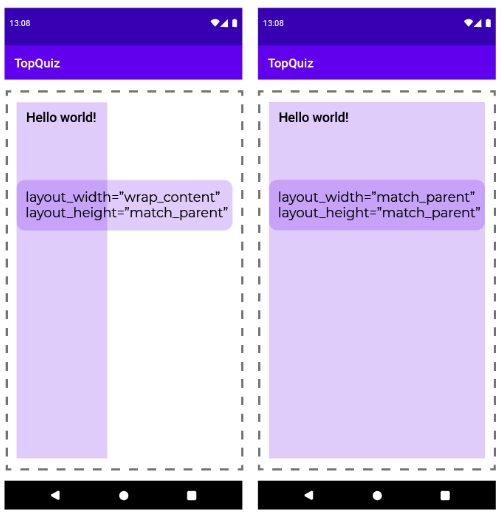 13:08
TopQuiz
Hello world!
layout_width=”wrap_content”
layout_height=”match_parent”
13:08
TopQuiz
Hello world!
layout_width=”match_parent”
layout_height=”match_parent”